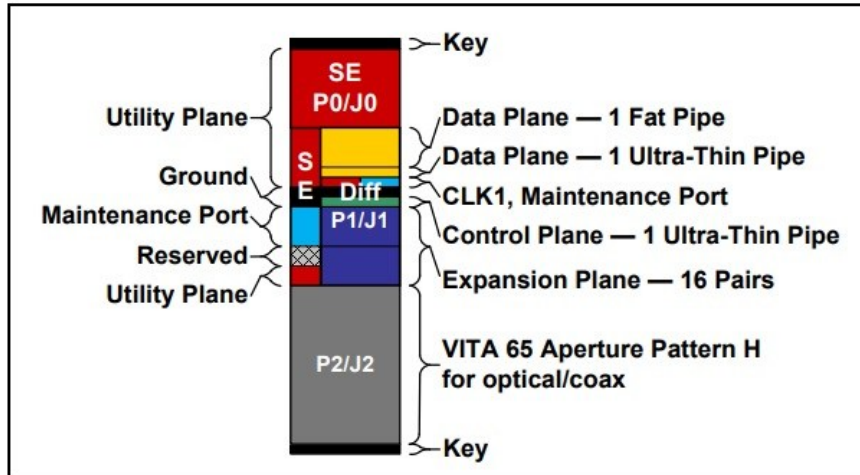 Key
SE
P0/J0
Utility Plane
Data Plane — 1 Fat Pipe
Data Plane — 1 Ultra-Thin Pipe
S
E
Ground
Diff
CLK1, Maintenance Port
Maintenance Port
P1/J1
Control Plane — 1 Ultra-Thin Pipe
Reserved
Expansion Plane — 16 Pairs
Utility Plane
P2/J2
VITA 65 Aperture Pattern H
for optical/coax
Key